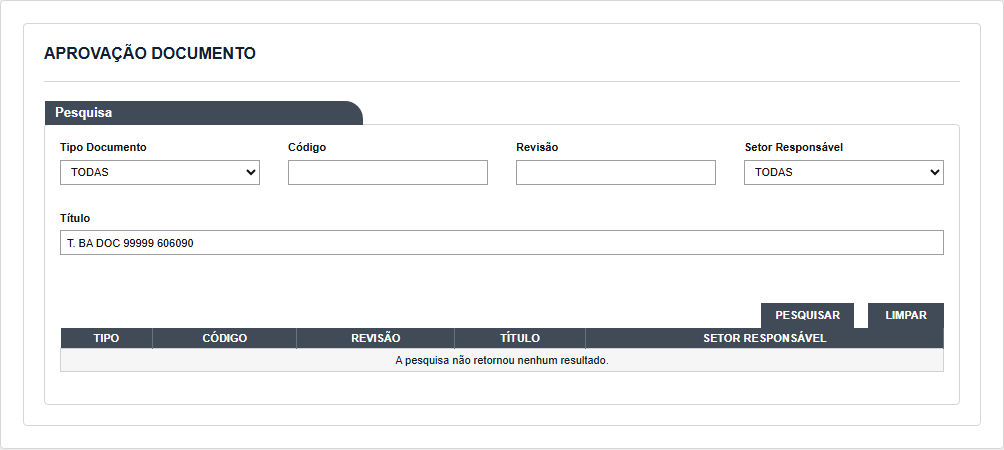 APROVAÇÃO DOCUMENTO
Pesquisa
Tipo Documento Código Revisão Setor Responsável
TODAS TODAS
Título
T. BA DOC 99999 606090
PESQUISAR LIMPAR
TIPO CÓDIGO REVISÃO TÍTULO SETOR RESPONSÁVEL
A pesquisa não retornou nenhum resultado.